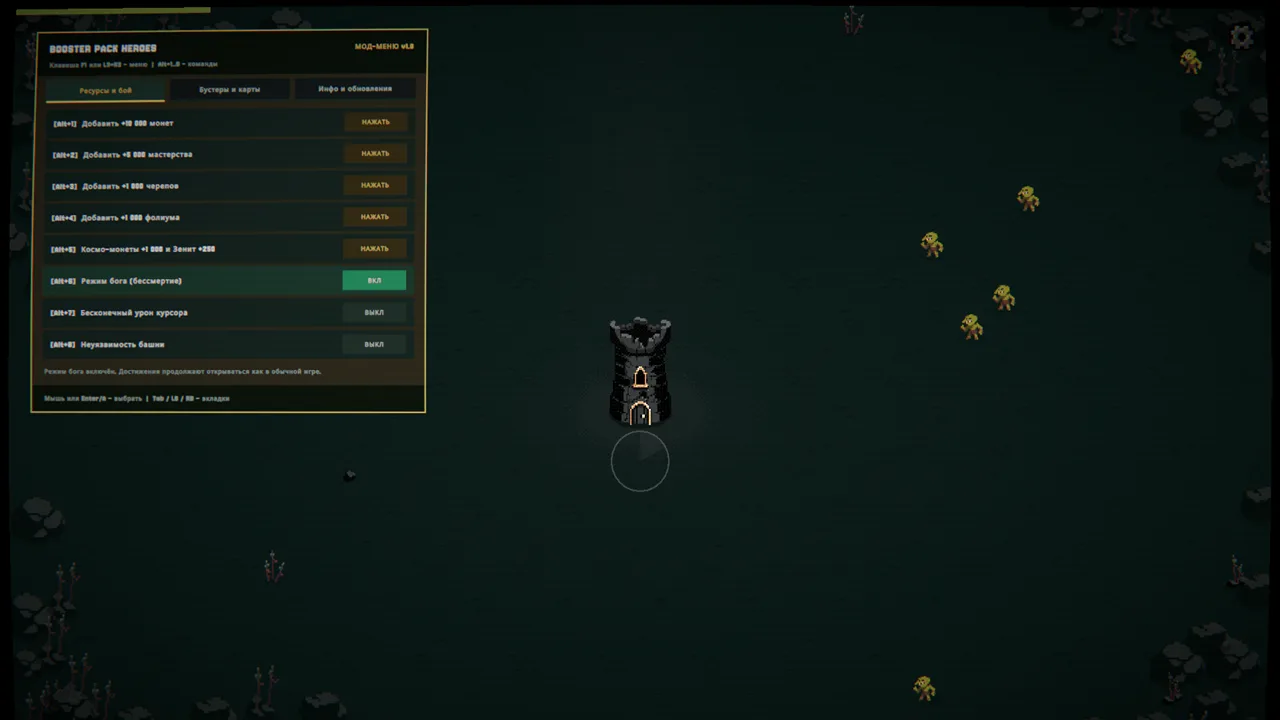 BOOSTER PACK HEROES
МОД-МЕНЮ v1.0
Клавиша F1 или L3+R3 – меню | Alt+1..8 – команды
Ресурсы и бой
Бустеры и карты
Инфо и обновления
[Alt+1] Добавить +10 000 монет
НАЖАТЬ
[Alt+2] Добавить +5 000 мастерства
НАЖАТЬ
[Alt+3] Добавить +1 000 черепов
НАЖАТЬ
[Alt+4] Добавить +1 000 фолиума
НАЖАТЬ
[Alt+5] Космо-монеты +1 000 и Зенит +250
НАЖАТЬ
[Alt+6] Режим бога (бессмертие)
ВКЛ
[Alt+7] Бесконечный урон курсора
ВЫКЛ
[Alt+8] Неуязвимость башни
ВЫКЛ
Режим бога включён. Достижения продолжают открываться как в обычной игре.
Мышь или Enter/A – выбрать | Tab / LB / RB – вкладки